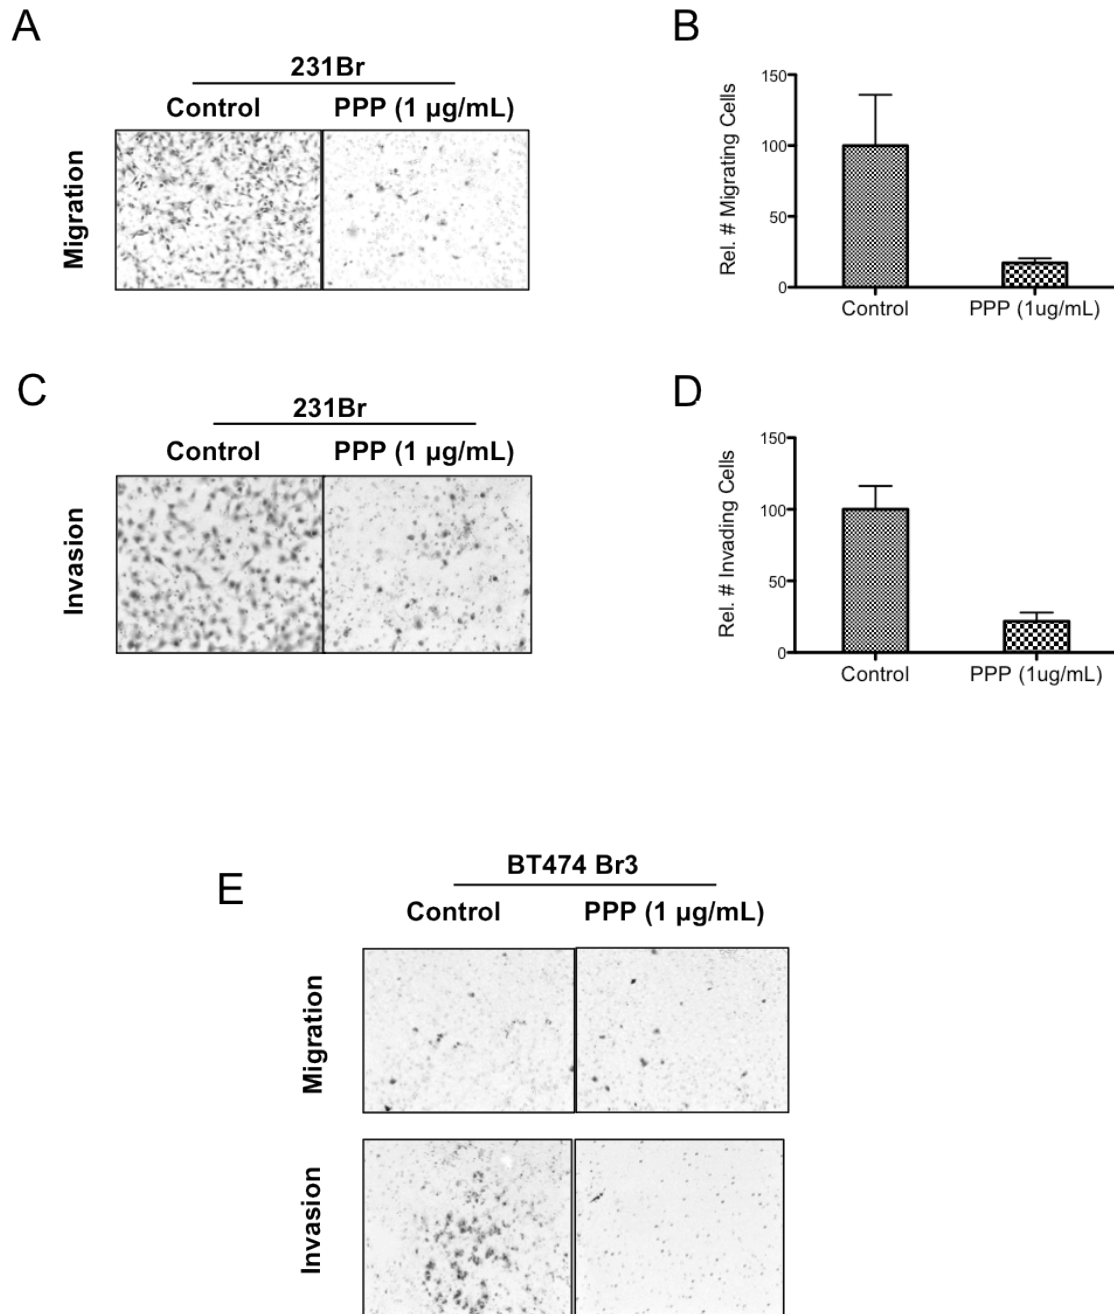 A
231Br
Control PPP (1 µg/mL)
Migration
B
Rel. # Migrating Cells
150
100
50
0
Control PPP (1ug/mL)
C
231Br
Control PPP (1 µg/mL)
Invasion
D
Rel. # Invading Cells
150
100
50
0
Control PPP (1ug/mL)
E
BT474 Br3
Control PPP (1 µg/mL)
Migration
Invasion